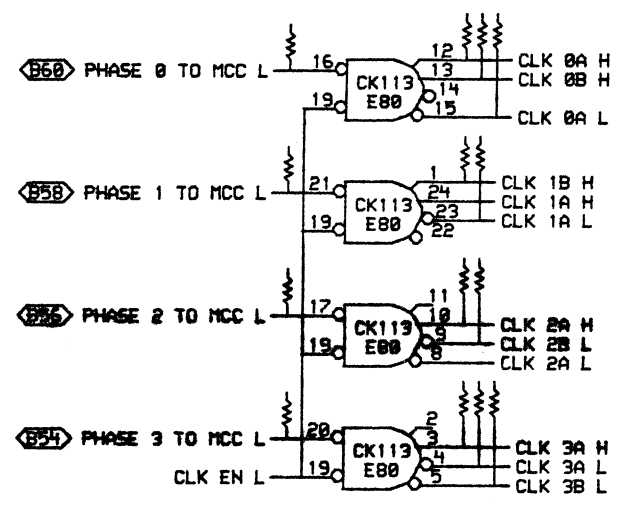 B60 PHASE 0 TO MCC L 16 12 CLK 0A H
CK113 13 CLK 0B H
19 E80 14
15 CLK 0A L
B58 PHASE 1 TO MCC L 21 1 CLK 1B H
CK113 24 CLK 1A H
19 E80 23 CLK 1A L
22
B56 PHASE 2 TO MCC L 17 11
CK113 10 CLK 2A H
19 E80 9 CLK 2B L
8 CLK 2A L
B54 PHASE 3 TO MCC L 20 2
CK113 3 CLK 3A H
CLK EN L 19 E80 4 CLK 3A L
5 CLK 3B L